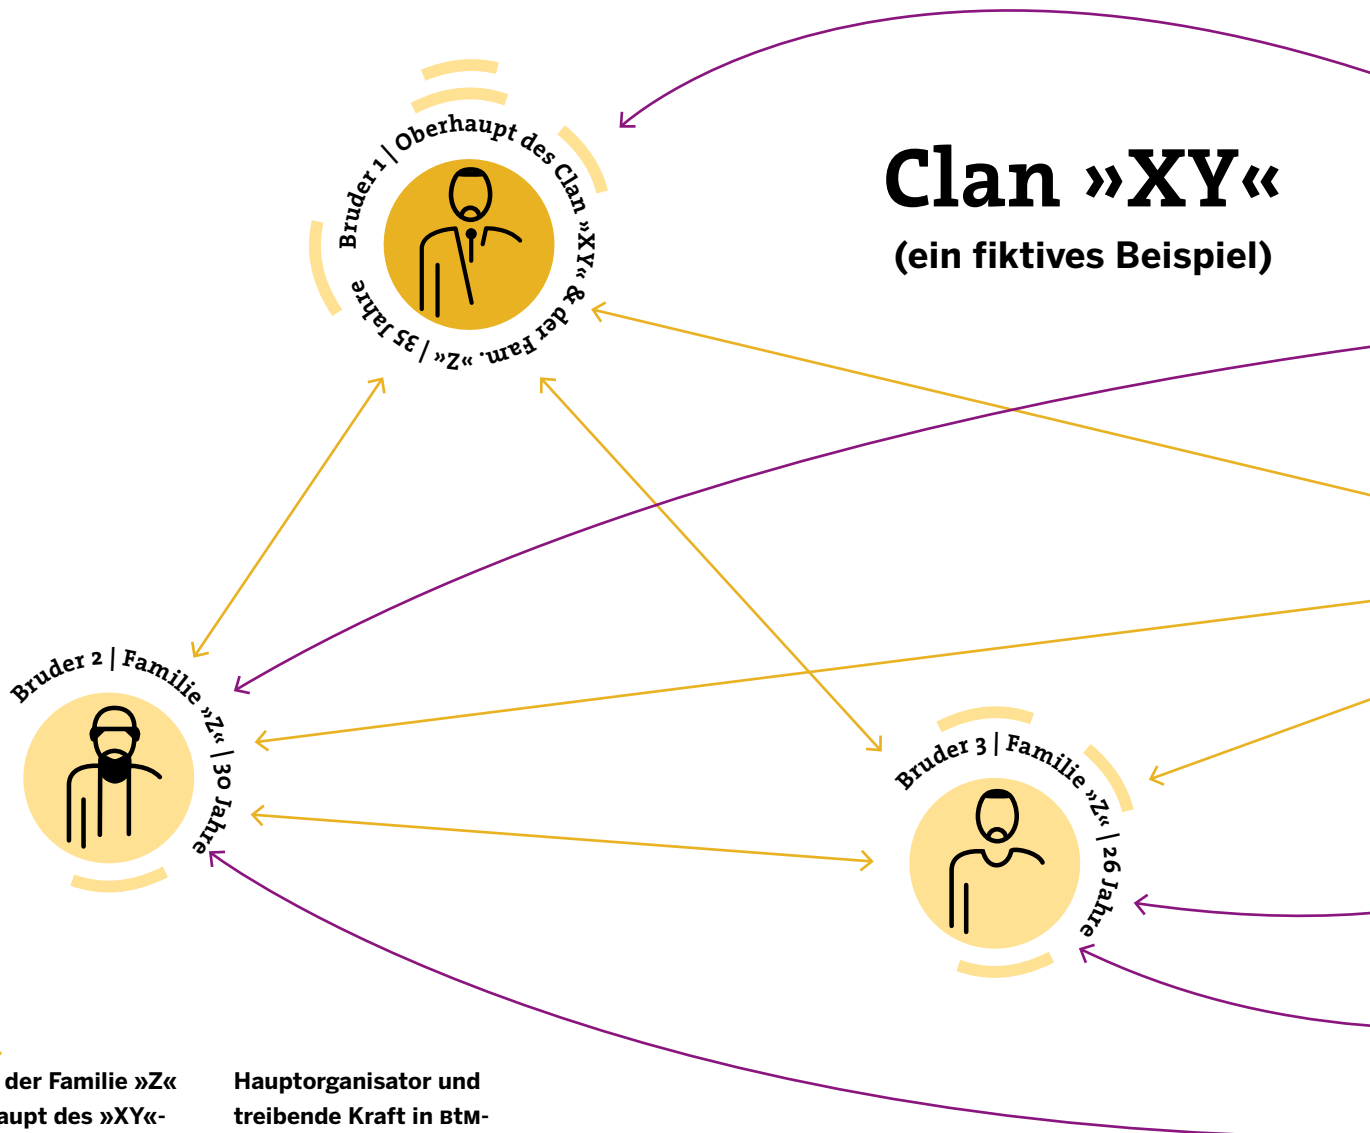 Clan »XY«
(ein fiktives Beispiel)
Bruder 1 | Oberhaupt des Clan »XY« & der Fam. »Z« | 35 Jahre
Bruder 2 | Familie »Z« | 30 Jahre
Bruder 3 | Familie »Z« | 26 Jahre
der Familie »Z«
aupt des »XY«-
Hauptorganisator und
treibende Kraft in BtM-